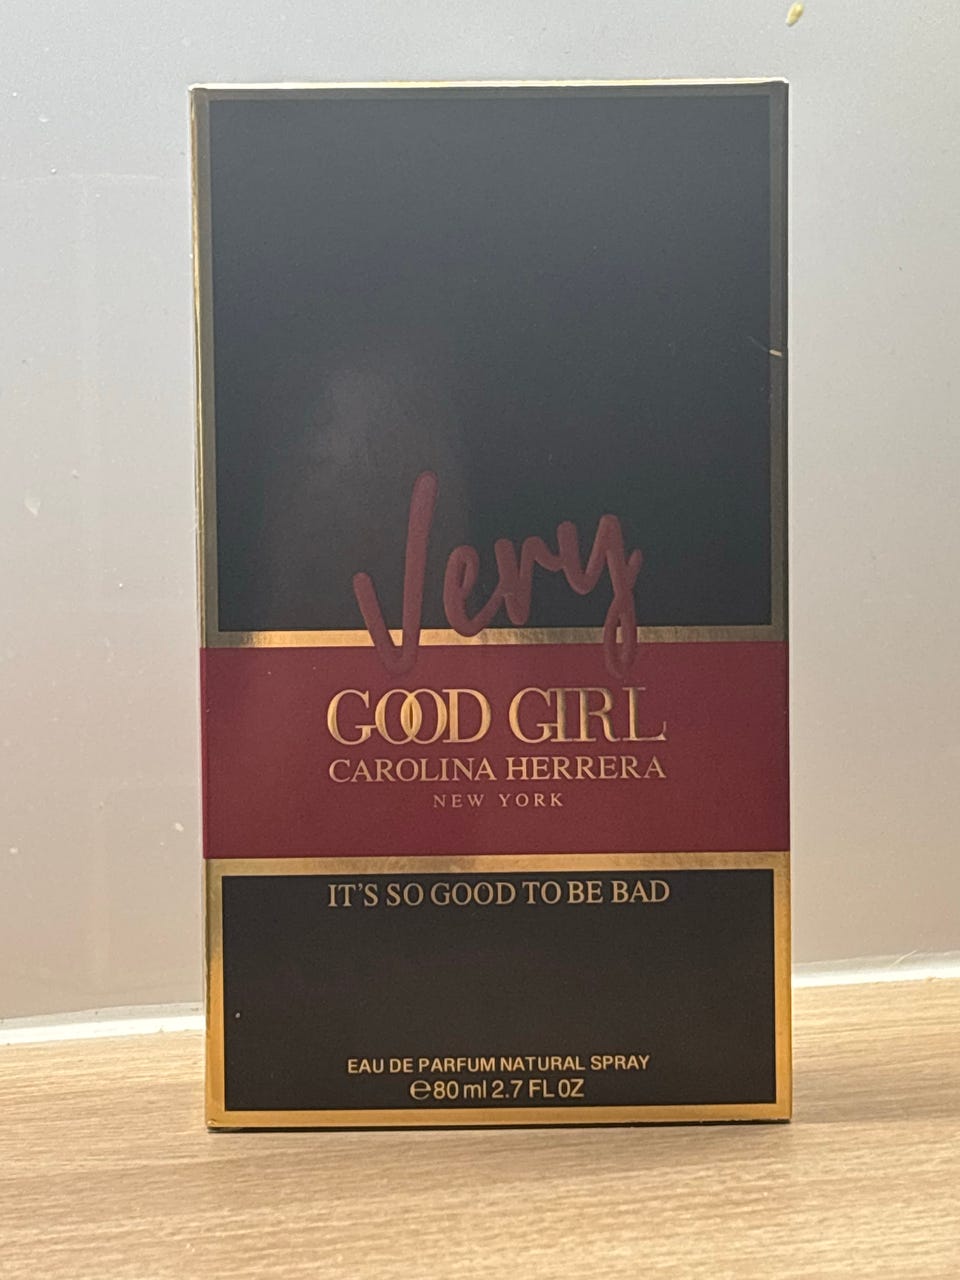 Very
GOOD GIRL
CAROLINA HERRERA
NEW YORK
IT'S SO GOOD TO BE BAD
EAU DE PARFUM NATURAL SPRAY
℮80 ml 2.7 FL OZ